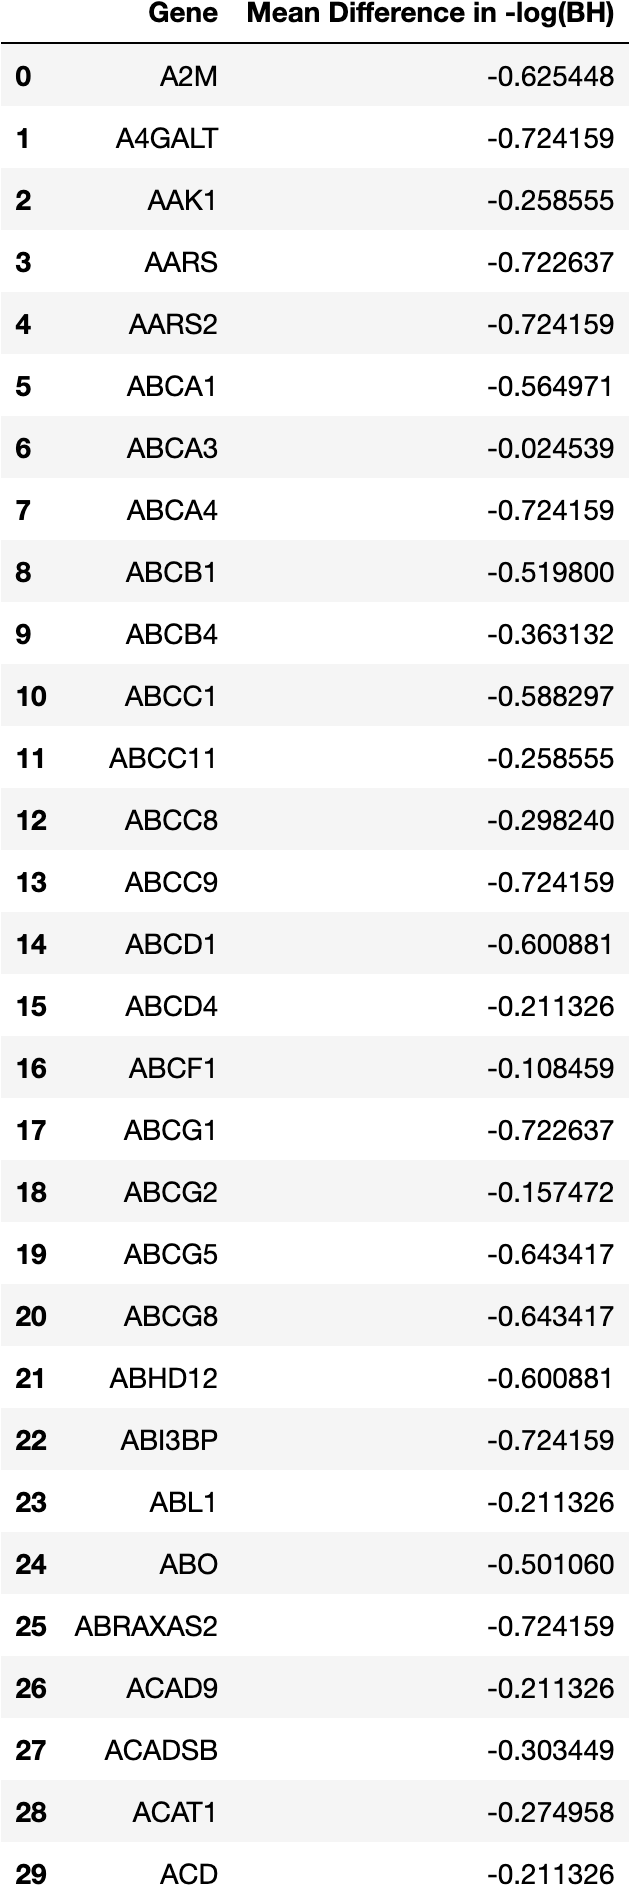 Gene Mean Difference in -log(BH)
0 A2M -0.625448
1 A4GALT -0.724159
2 AAK1 -0.258555
3 AARS -0.722637
4 AARS2 -0.724159
5 ABCA1 -0.564971
6 ABCA3 -0.024539
7 ABCA4 -0.724159
8 ABCB1 -0.519800
9 ABCB4 -0.363132
10 ABCC1 -0.588297
11 ABCC11 -0.258555
12 ABCC8 -0.298240
13 ABCC9 -0.724159
14 ABCD1 -0.600881
15 ABCD4 -0.211326
16 ABCF1 -0.108459
17 ABCG1 -0.722637
18 ABCG2 -0.157472
19 ABCG5 -0.643417
20 ABCG8 -0.643417
21 ABHD12 -0.600881
22 ABI3BP -0.724159
23 ABL1 -0.211326
24 ABO -0.501060
25 ABRAXAS2 -0.724159
26 ACAD9 -0.211326
27 ACADSB -0.303449
28 ACAT1 -0.274958
29 ACD -0.211326